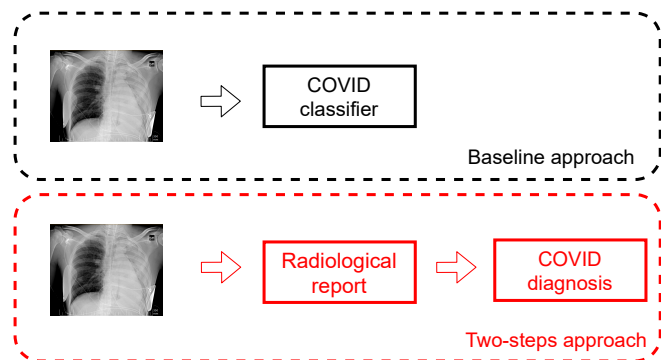 COVID
classifier
Baseline approach
Radiological
report
COVID
diagnosis
Two-steps approach